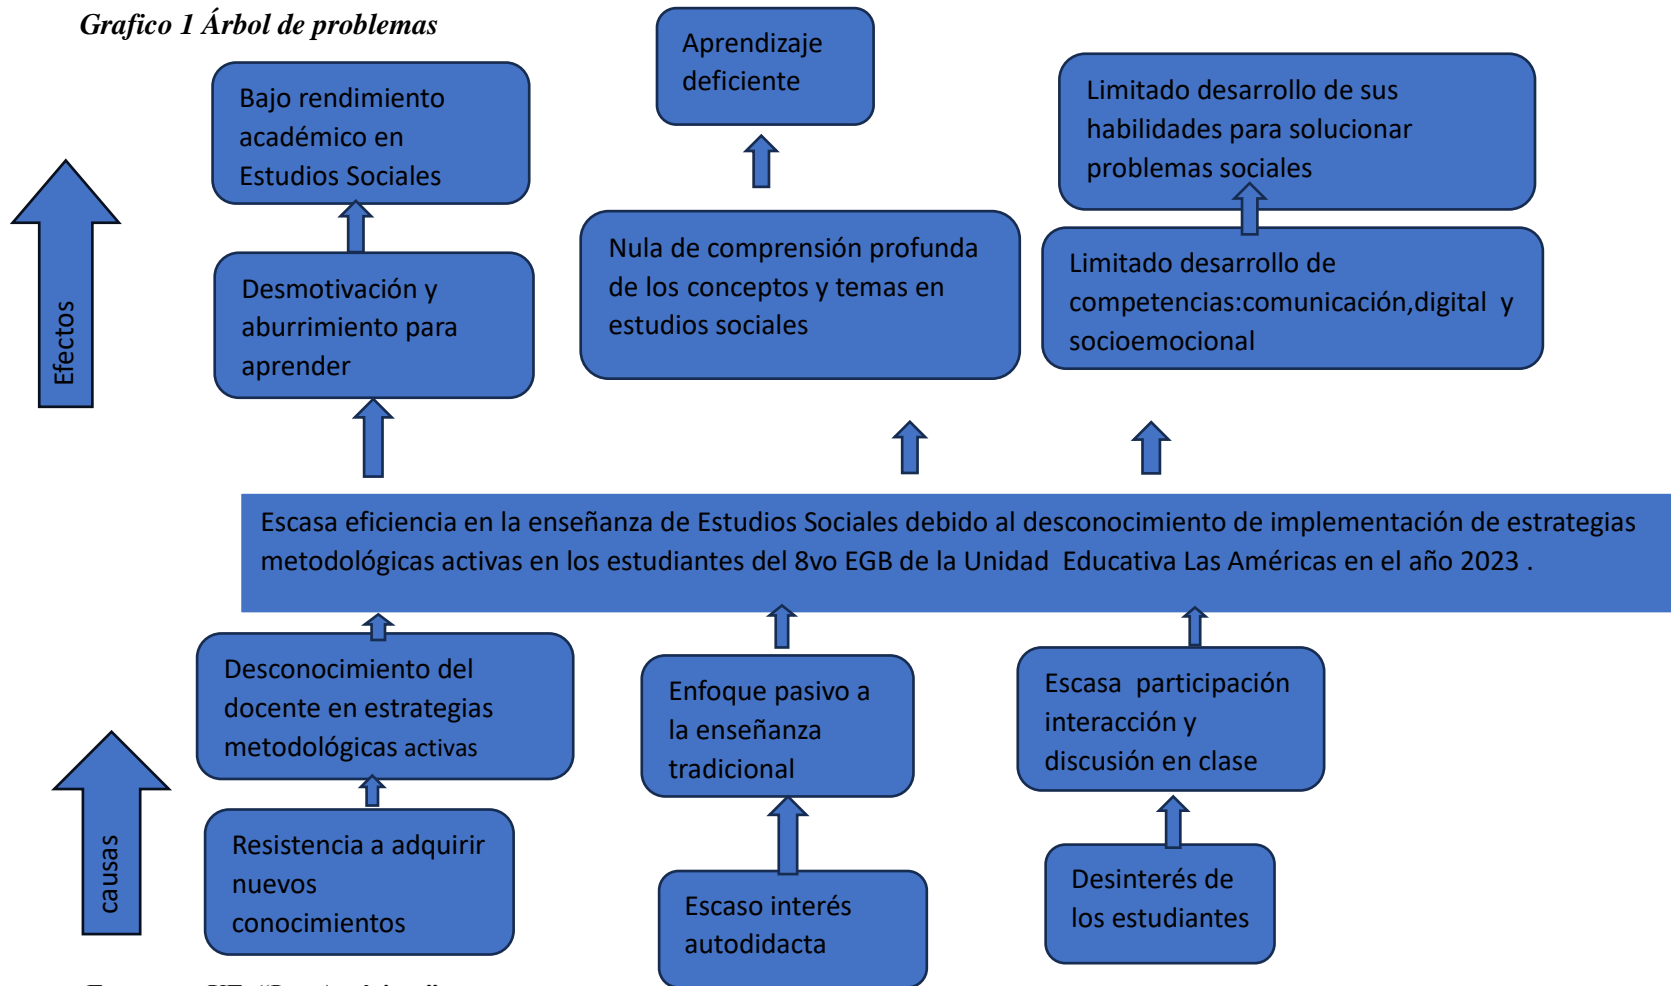 Grafico 1 Árbol de problemas
Aprendizaje
deficiente
Bajo rendimiento
académico en
Estudios Sociales
Limitado desarrollo de sus
habilidades para solucionar
problemas sociales
Efectos
Desmotivación y
aburrimiento para
aprender
Nula de comprensión profunda
de los conceptos y temas en
estudios sociales
Limitado desarrollo de
competencias:comunicación,digital y
socioemocional
Escasa eficiencia en la enseñanza de Estudios Sociales debido al desconocimiento de implementación de estrategias
metodológicas activas en los estudiantes del 8vo EGB de la Unidad Educativa Las Américas en el año 2023 .
Desconocimiento del
docente en estrategias
metodológicas activas
Enfoque pasivo a
la enseñanza
tradicional
Escasa participación
interacción y
discusión en clase
causas
Resistencia a adquirir
nuevos
conocimientos
Escaso interés
autodidacta
Desinterés de
los estudiantes